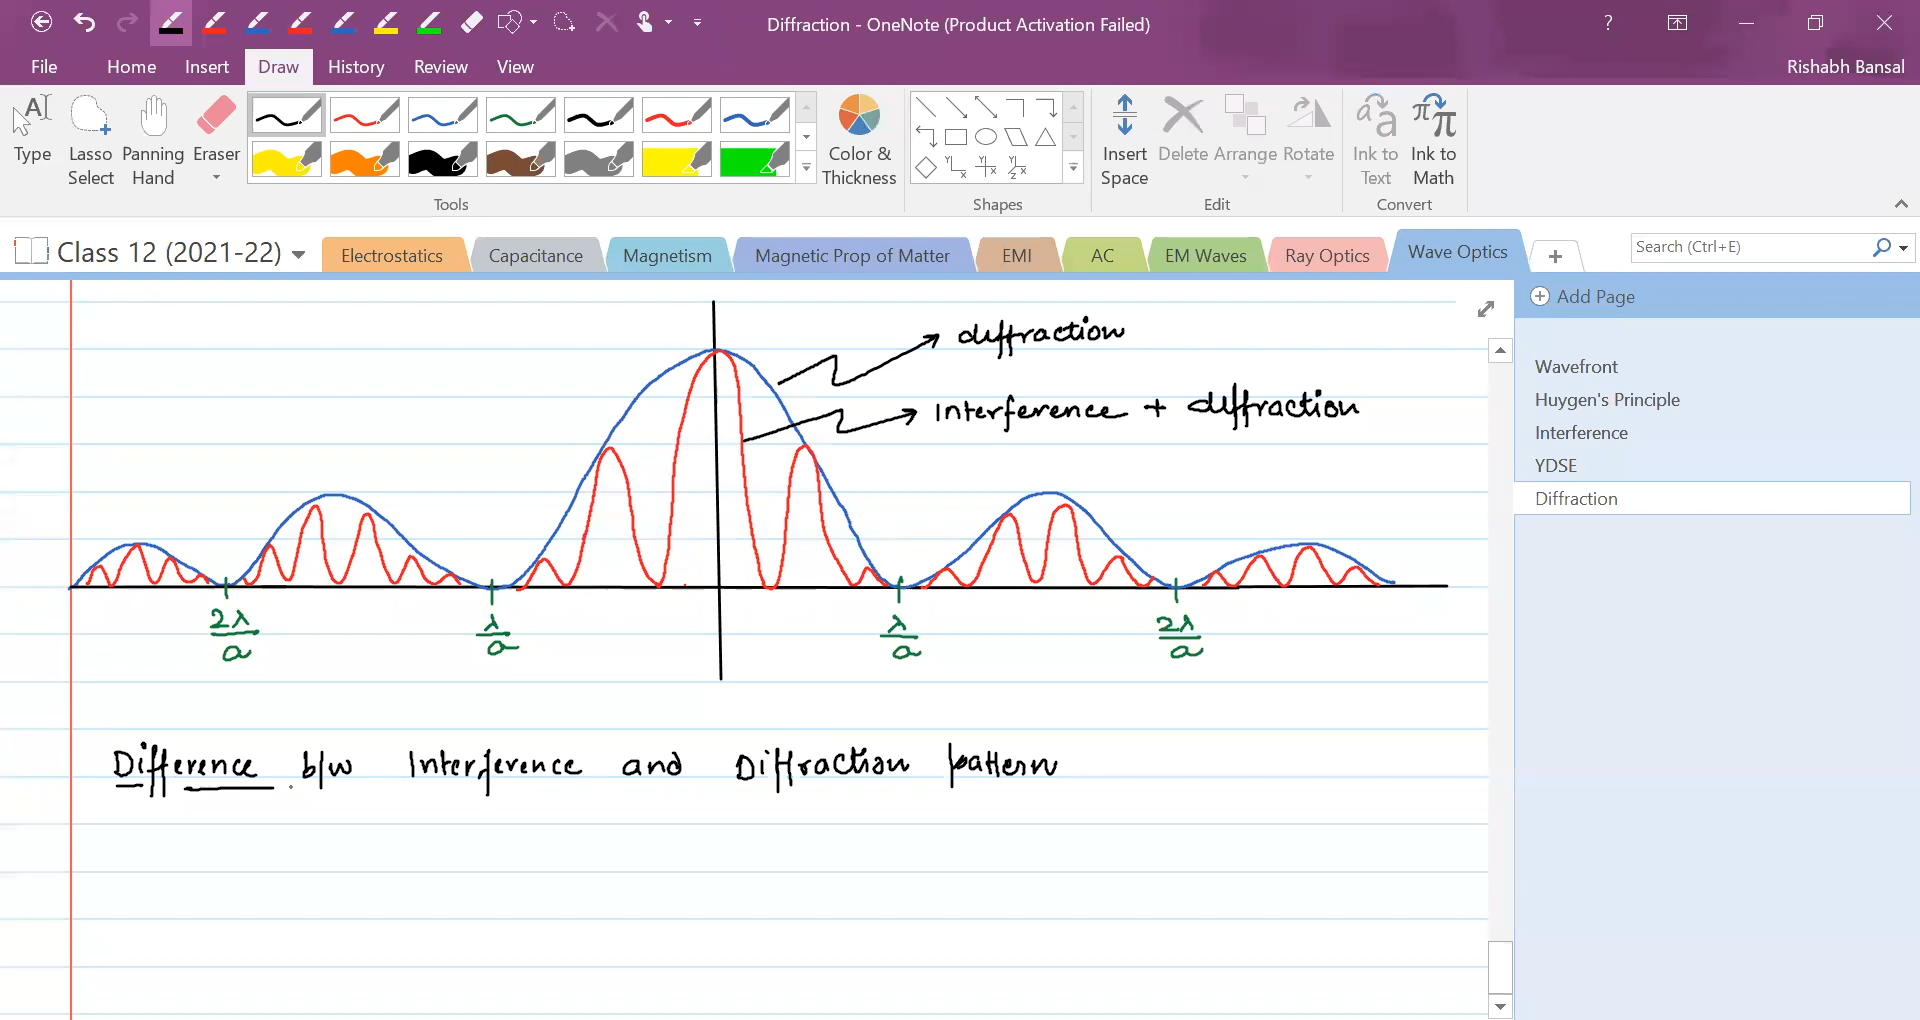 Diffraction - OneNote (Product Activation Failed)
?
File Home Insert Draw History Review View
Rishabh Bansal
Type
Lasso Select
Panning Hand
Eraser
Color & Thickness
Insert Space
Delete
Arrange
Rotate
Ink to Text
Ink to Math
Tools
Shapes
Edit
Convert
Class 12 (2021-22)
Electrostatics
Capacitance
Magnetism
Magnetic Prop of Matter
EMI
AC
EM Waves
Ray Optics
Wave Optics
Search (Ctrl+E)
Add Page
Wavefront
Huygen's Principle
Interference
YDSE
Diffraction
diffraction
Interference + diffraction
2λ/a
λ/a
λ/a
2λ/a
Difference b/w Interference and Diffraction pattern